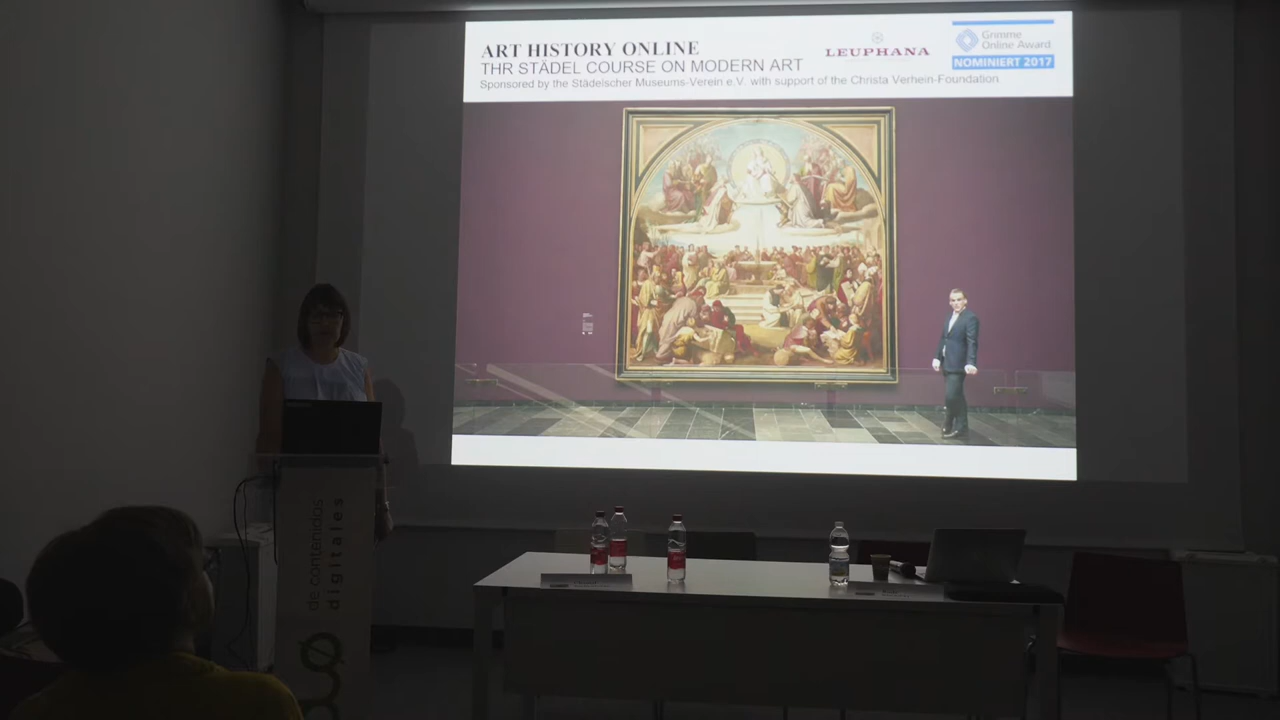 ART HISTORY ONLINE
THR STÄDEL COURSE ON MODERN ART
Sponsored by the Städelscher Museums-Verein e.V. with support of the Christa Verhein-Foundation
LEUPHANA
Grimme
Online Award
NOMINIERT 2017
de contenidos
digitales